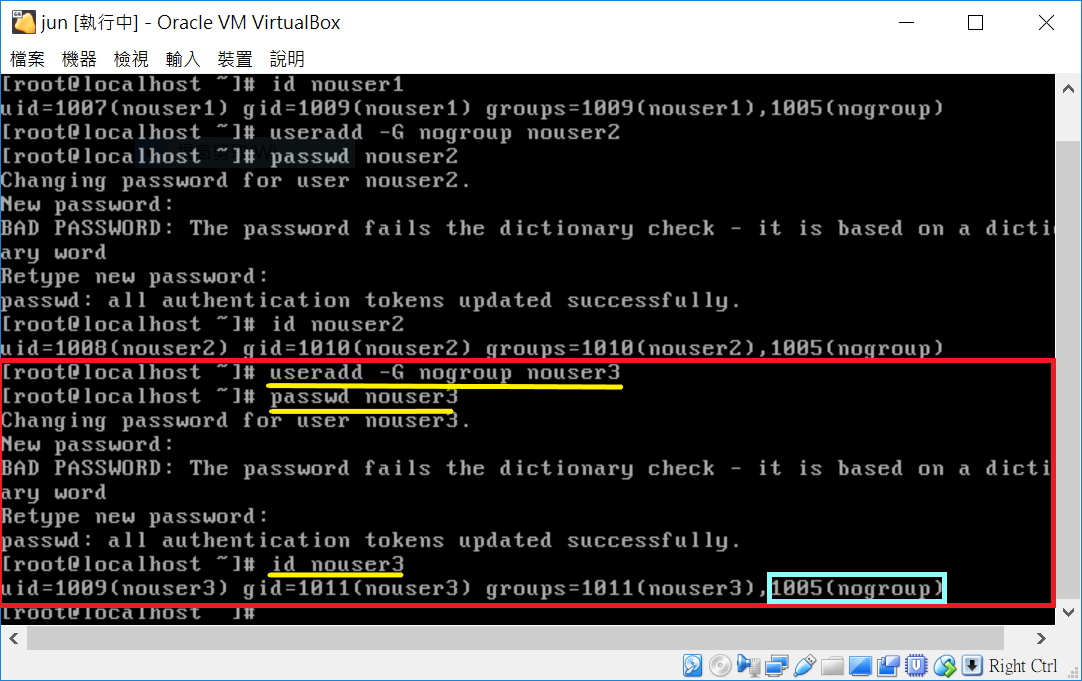 jun [執行中] - Oracle VM VirtualBox
檔案 機器 檢視 輸入 裝置 說明
[root@localhost ~]# id nouser1
uid=1007(nouser1) gid=1009(nouser1) groups=1009(nouser1),1005(nogroup)
[root@localhost ~]# useradd -G nogroup nouser2
[root@localhost ~]# passwd nouser2
Changing password for user nouser2.
New password:
BAD PASSWORD: The password fails the dictionary check - it is based on a dicti
ary word
Retype new password:
passwd: all authentication tokens updated successfully.
[root@localhost ~]# id nouser2
uid=1008(nouser2) gid=1010(nouser2) groups=1010(nouser2),1005(nogroup)
[root@localhost ~]# useradd -G nogroup nouser3
[root@localhost ~]# passwd nouser3
Changing password for user nouser3.
New password:
BAD PASSWORD: The password fails the dictionary check - it is based on a dicti
ary word
Retype new password:
passwd: all authentication tokens updated successfully.
[root@localhost ~]# id nouser3
uid=1009(nouser3) gid=1011(nouser3) groups=1011(nouser3),1005(nogroup)
[root@localhost ~]#
Right Ctrl